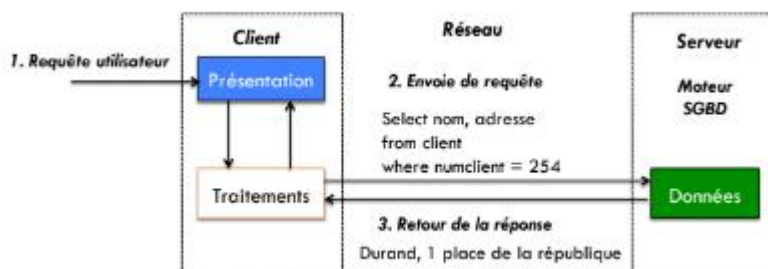 Client
Réseau
Serveur
1. Requête utilisateur
Présentation
2. Envoie de requête
Moteur
SGBD
Select nom, adresse
from client
where numclient = 254
Traitements
Données
3. Retour de la réponse
Durand, 1 place de la république